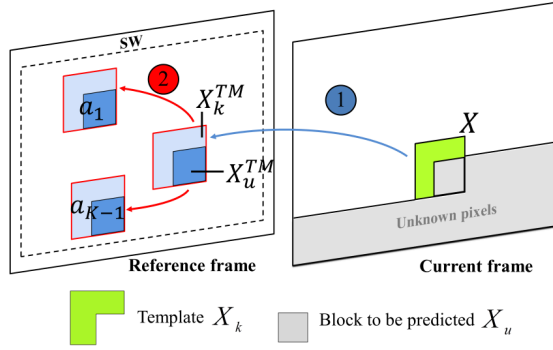 SW
2
1
X_k^{TM}
a_1
X
X_u^{TM}
a_{K-1}
Unknown pixels
Reference frame
Current frame
Template X_k
Block to be predicted X_u